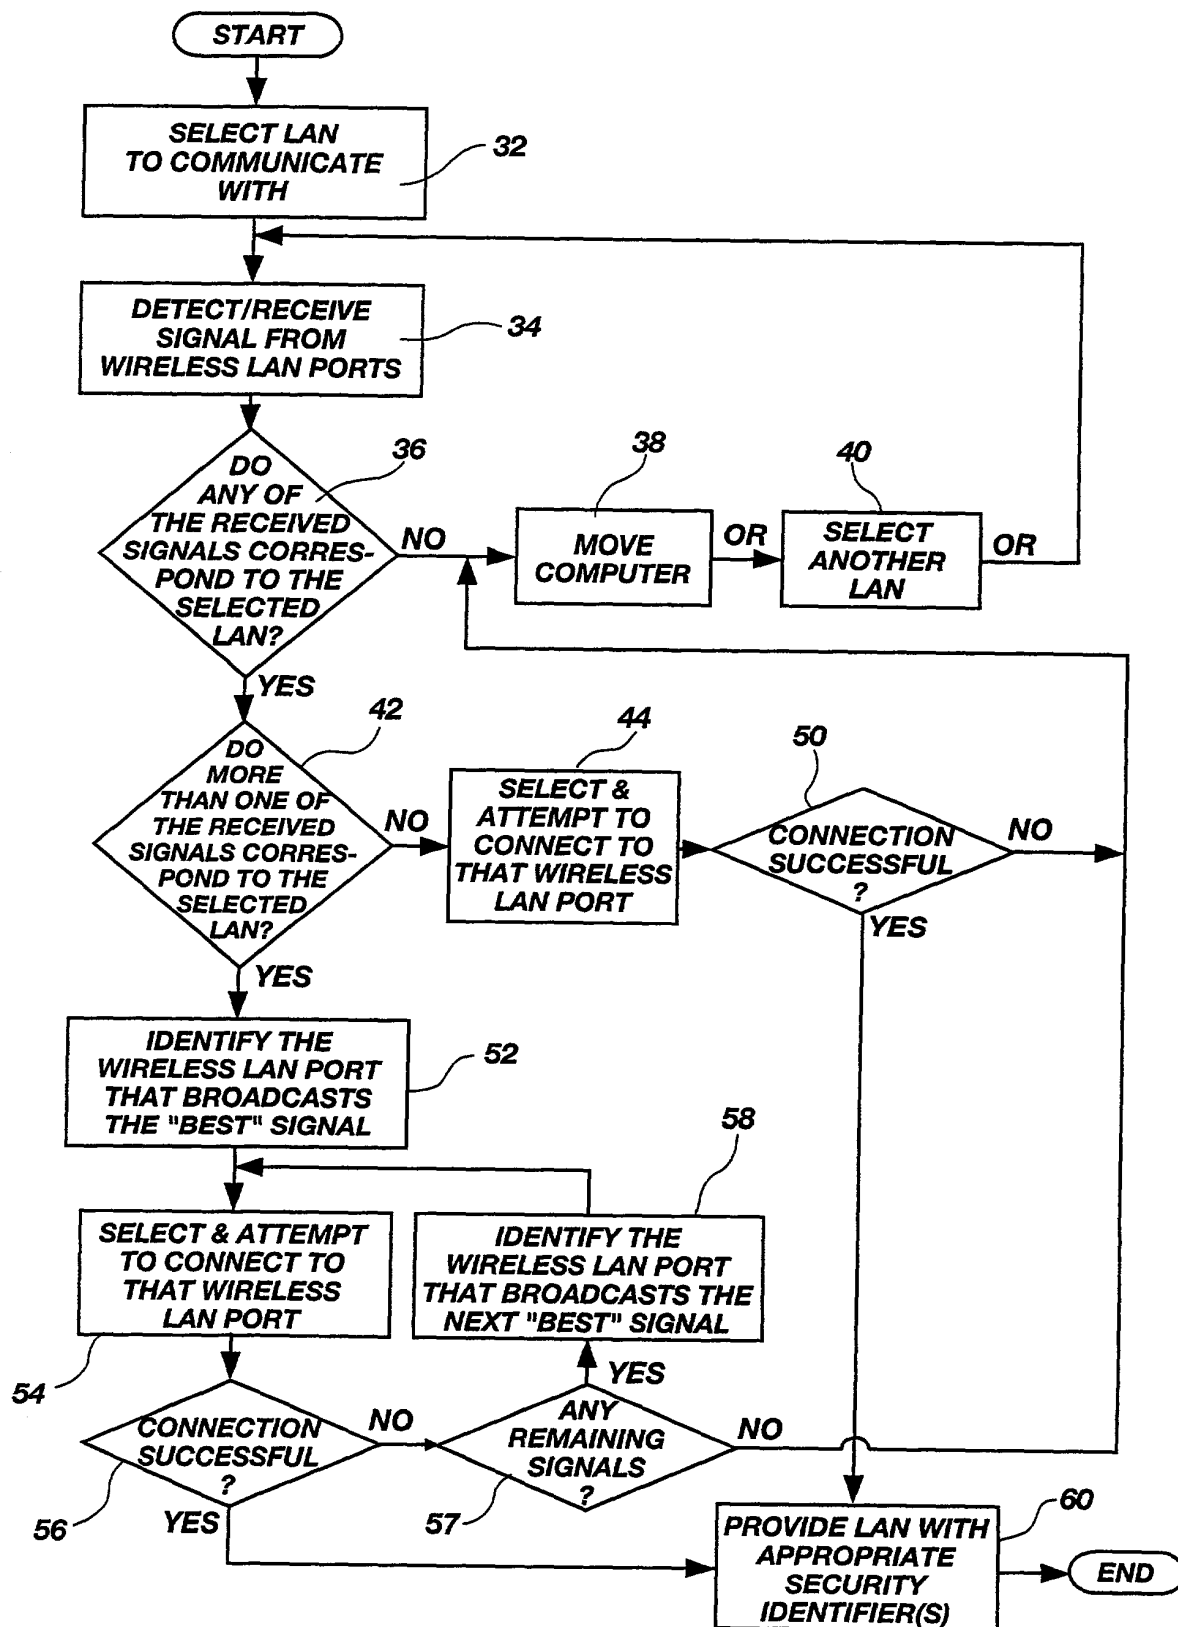 START
SELECT LAN
TO COMMUNICATE
WITH
32
DETECT/RECEIVE
SIGNAL FROM
WIRELESS LAN PORTS
34
DO
ANY OF
THE RECEIVED
SIGNALS CORRES-
POND TO THE
SELECTED
LAN?
36
NO
38
MOVE
COMPUTER
OR
40
SELECT
ANOTHER
LAN
OR
YES
DO
MORE
THAN ONE OF
THE RECEIVED
SIGNALS CORRES-
POND TO THE
SELECTED
LAN?
42
NO
44
SELECT &
ATTEMPT TO
CONNECT TO
THAT WIRELESS
LAN PORT
50
CONNECTION
SUCCESSFUL
?
NO
YES
YES
IDENTIFY THE
WIRELESS LAN PORT
THAT BROADCASTS
THE "BEST" SIGNAL
52
58
SELECT & ATTEMPT
TO CONNECT TO
THAT WIRELESS
LAN PORT
54
IDENTIFY THE
WIRELESS LAN PORT
THAT BROADCASTS THE
NEXT "BEST" SIGNAL
YES
CONNECTION
SUCCESSFUL
?
56
NO
ANY
REMAINING
SIGNALS
?
57
NO
YES
PROVIDE LAN WITH
APPROPRIATE
SECURITY
IDENTIFIER(S)
60
END